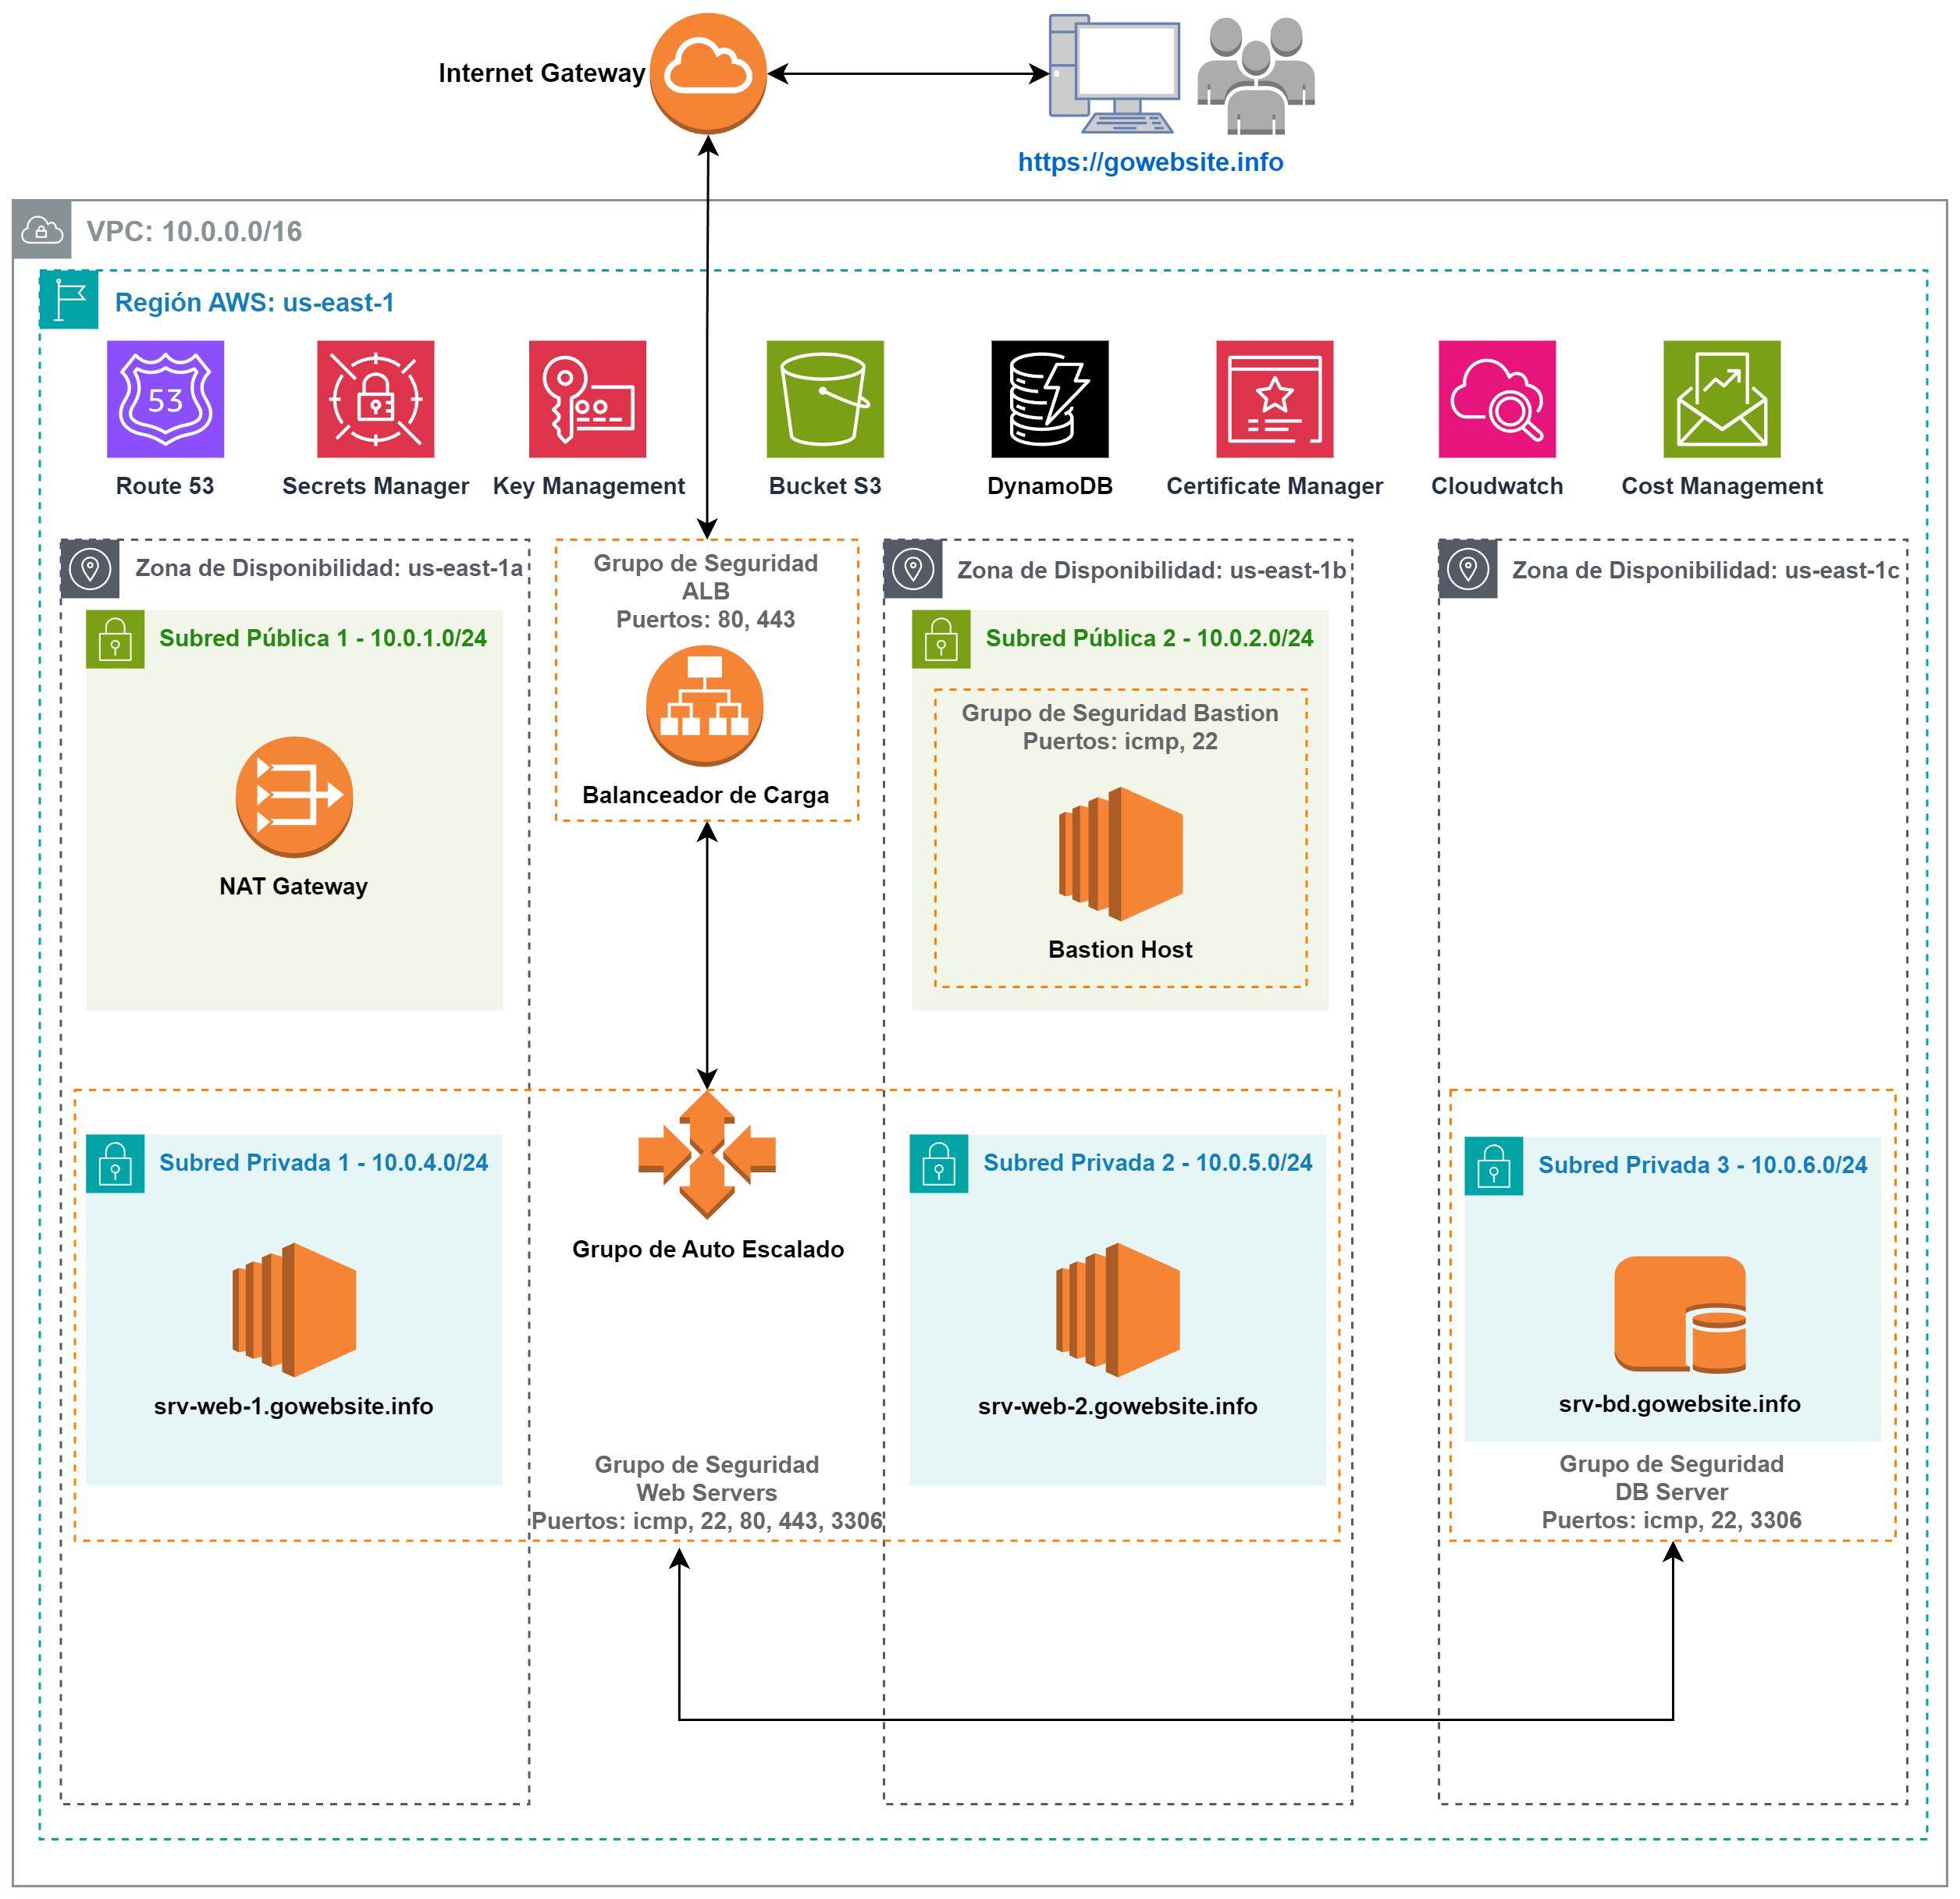 Internet Gateway
https://gowebsite.info
VPC: 10.0.0.0/16
Región AWS: us-east-1
53
Route 53
Secrets Manager
Key Management
Bucket S3
DynamoDB
Certificate Manager
Cloudwatch
Cost Management
Zona de Disponibilidad: us-east-1a
Grupo de Seguridad
ALB
Puertos: 80, 443
Balanceador de Carga
Zona de Disponibilidad: us-east-1b
Zona de Disponibilidad: us-east-1c
Subred Pública 1 - 10.0.1.0/24
NAT Gateway
Subred Pública 2 - 10.0.2.0/24
Grupo de Seguridad Bastion
Puertos: icmp, 22
Bastion Host
Subred Privada 1 - 10.0.4.0/24
srv-web-1.gowebsite.info
Grupo de Auto Escalado
Subred Privada 2 - 10.0.5.0/24
srv-web-2.gowebsite.info
Grupo de Seguridad
Web Servers
Puertos: icmp, 22, 80, 443, 3306
Subred Privada 3 - 10.0.6.0/24
srv-bd.gowebsite.info
Grupo de Seguridad
DB Server
Puertos: icmp, 22, 3306